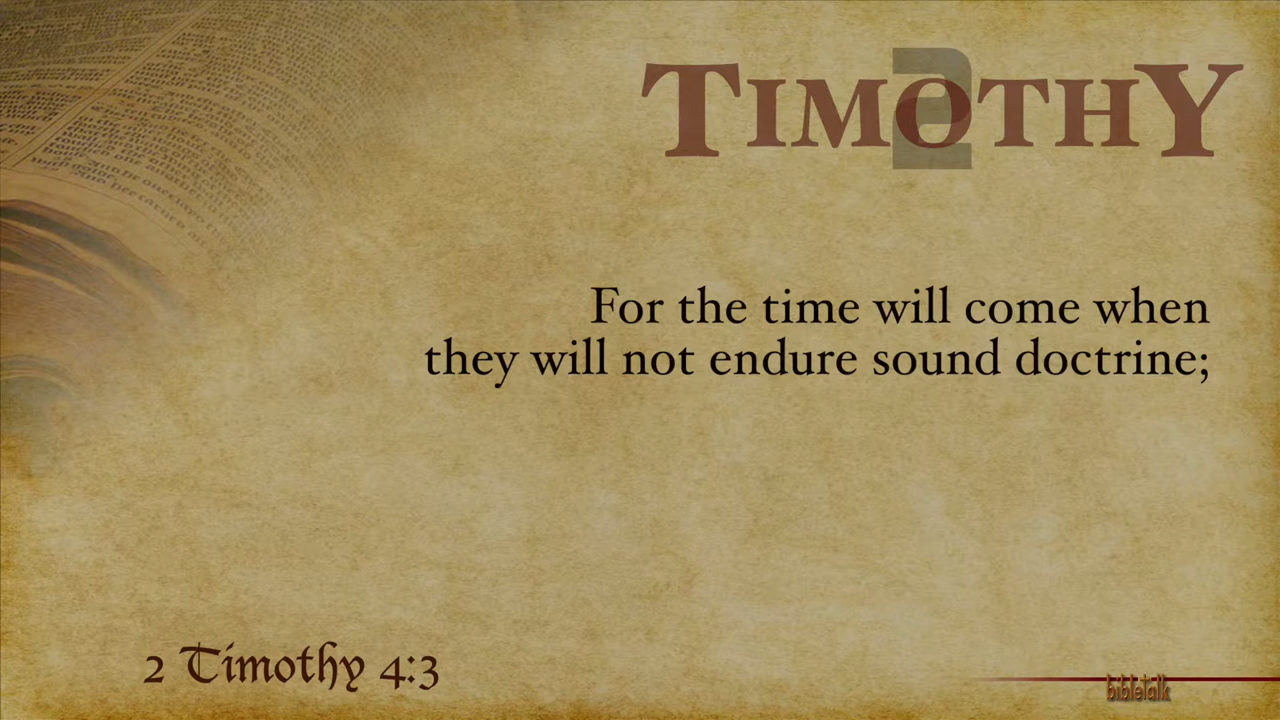 TIMOTHY
2
For the time will come when
they will not endure sound doctrine;
2 Timothy 4:3
bibletalk